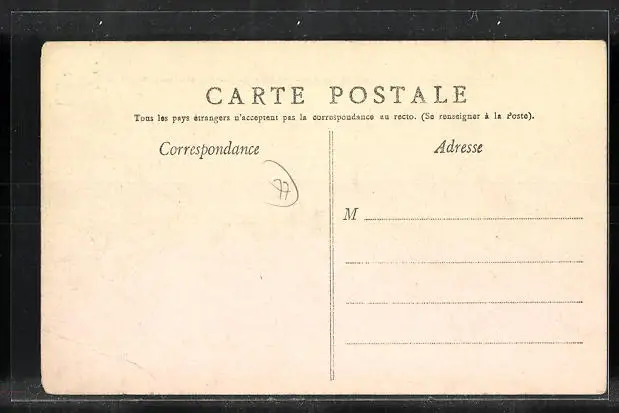 CARTE POSTALE
Tous les pays étrangers n'acceptent pas la correspondance au recto. (Se renseigner à la Poste).
Correspondance
Adresse
77
M